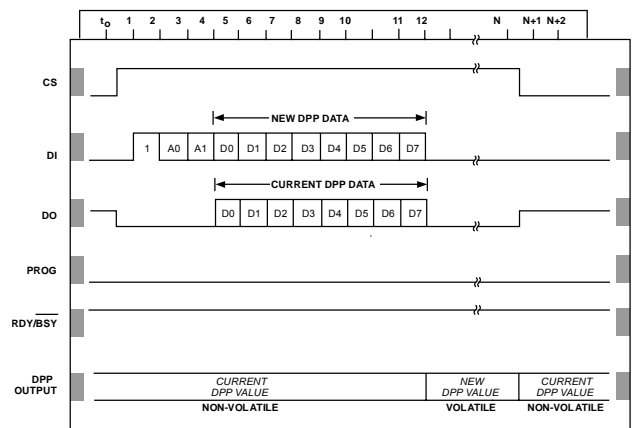 to 1 2 3 4 5 6 7 8 9 10 11 12 N N+1 N+2
CS
NEW DPP DATA
DI 1 A0 A1 D0 D1 D2 D3 D4 D5 D6 D7
CURRENT DPP DATA
DO D0 D1 D2 D3 D4 D5 D6 D7
PROG
RDY/BSY
DPP OUTPUT
CURRENT DPP VALUE
NON-VOLATILE
NEW DPP VALUE
VOLATILE
CURRENT DPP VALUE
NON-VOLATILE